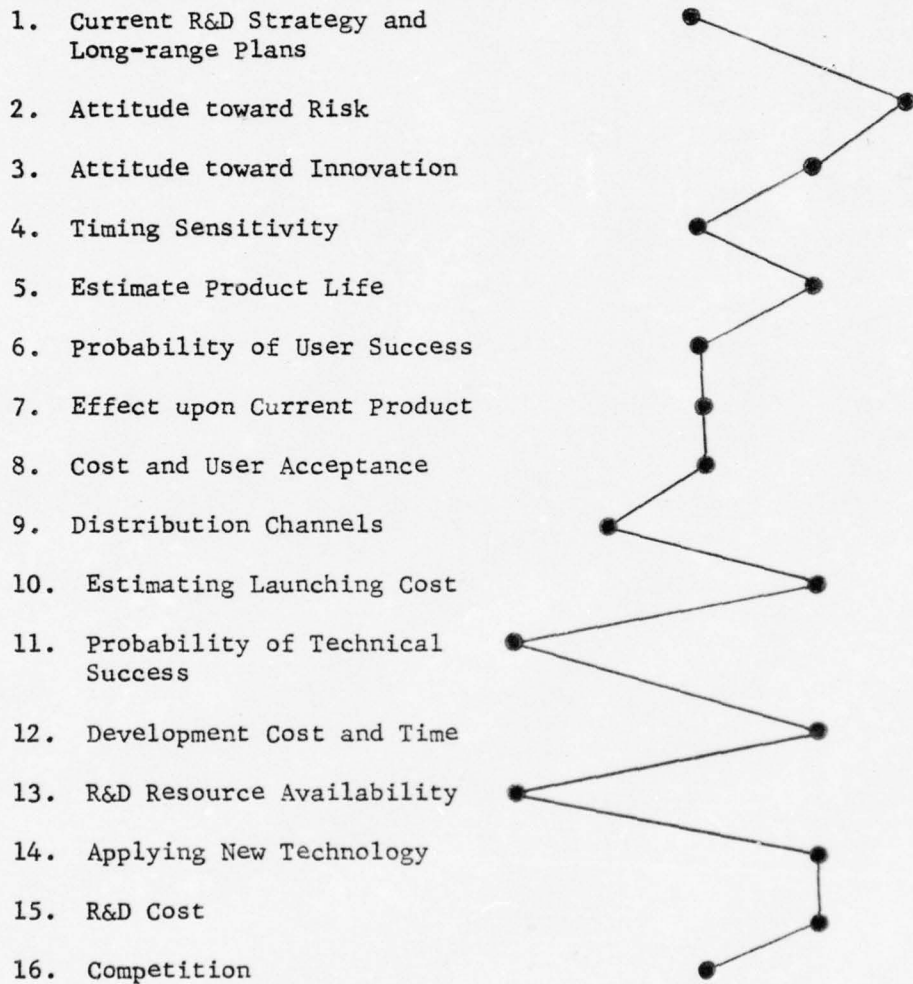 1. Current R&D Strategy and
Long-range Plans
2. Attitude toward Risk
3. Attitude toward Innovation
4. Timing Sensitivity
5. Estimate Product Life
6. Probability of User Success
7. Effect upon Current Product
8. Cost and User Acceptance
9. Distribution Channels
10. Estimating Launching Cost
11. Probability of Technical
Success
12. Development Cost and Time
13. R&D Resource Availability
14. Applying New Technology
15. R&D Cost
16. Competition